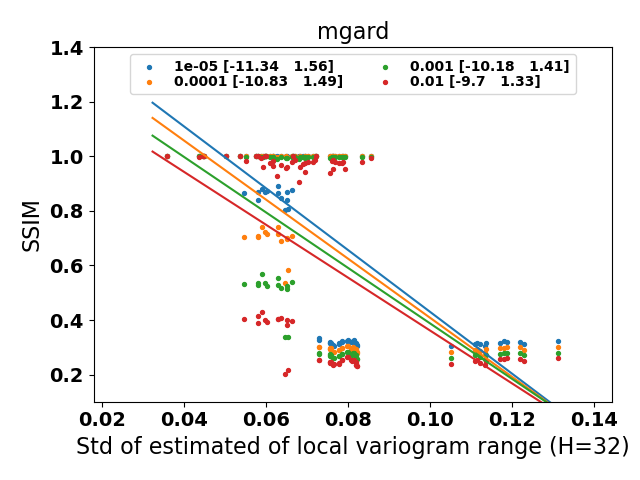 mgard
1e-05 [-11.34 1.56]
0.0001 [-10.83 1.49]
0.001 [-10.18 1.41]
0.01 [-9.7 1.33]
1.4
1.2
1.0
0.8
0.6
0.4
0.2
SSIM
0.02 0.04 0.06 0.08 0.10 0.12 0.14
Std of estimated of local variogram range (H=32)